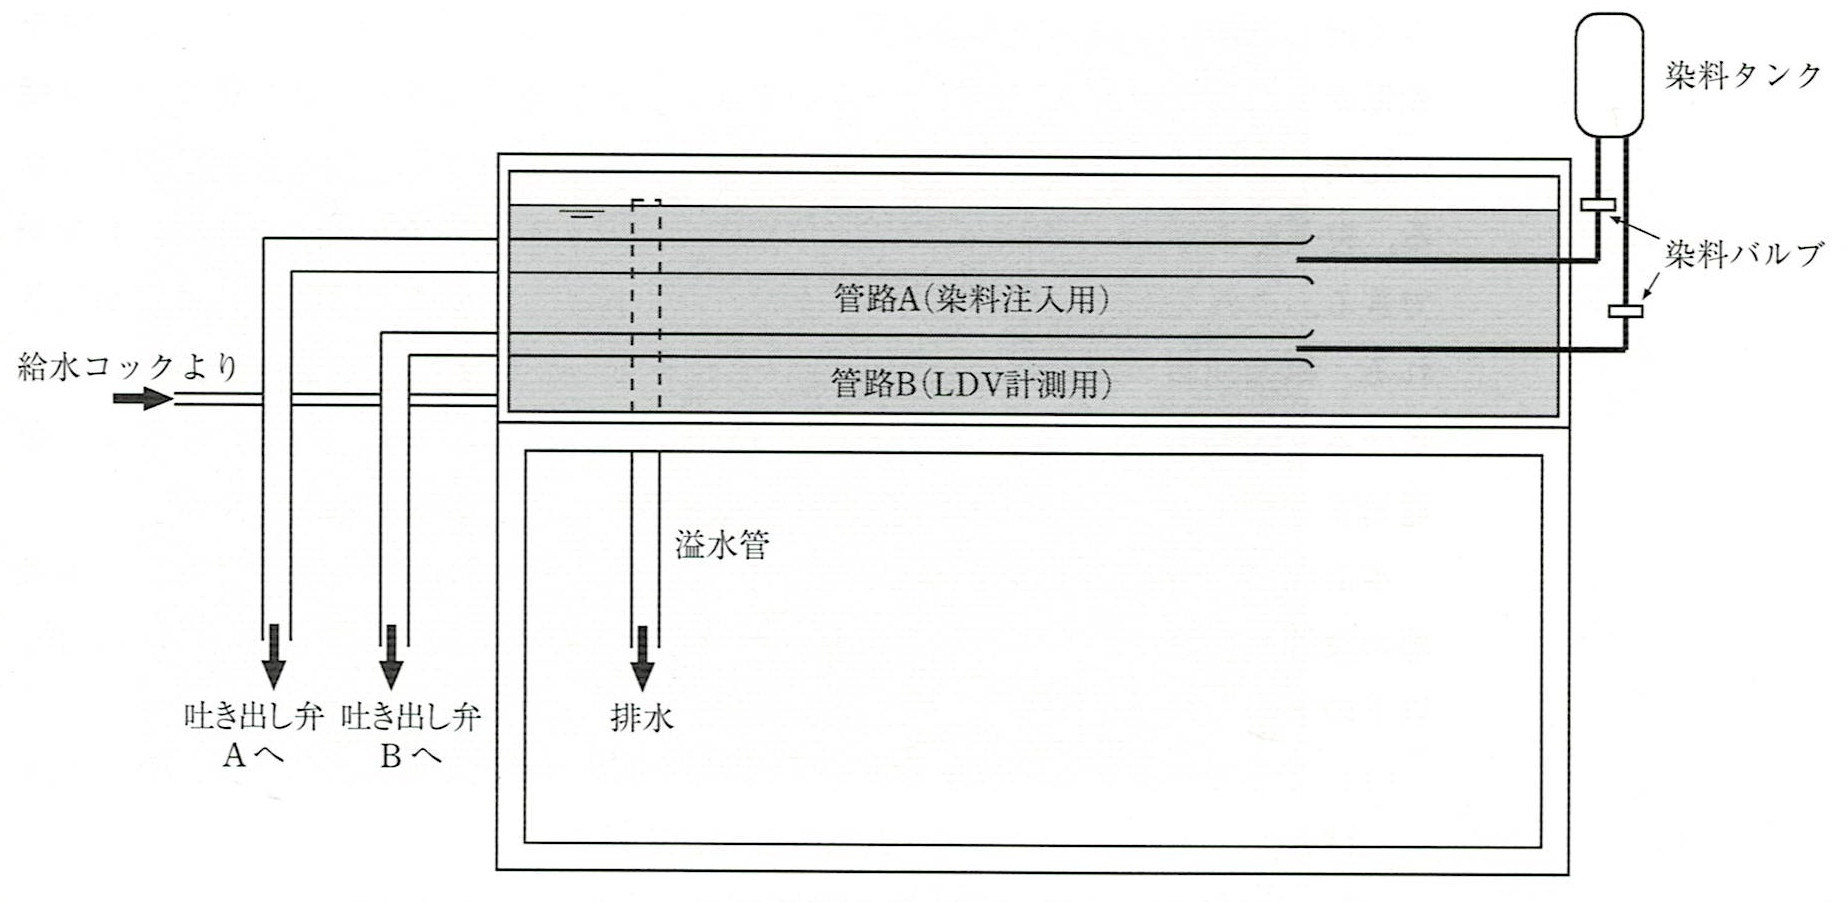 染料タンク
染料バルブ
管路A(染料注入用)
給水コックより
管路B(LDV計測用)
溢水管
吐き出し弁
Aへ
吐き出し弁
Bへ
排水